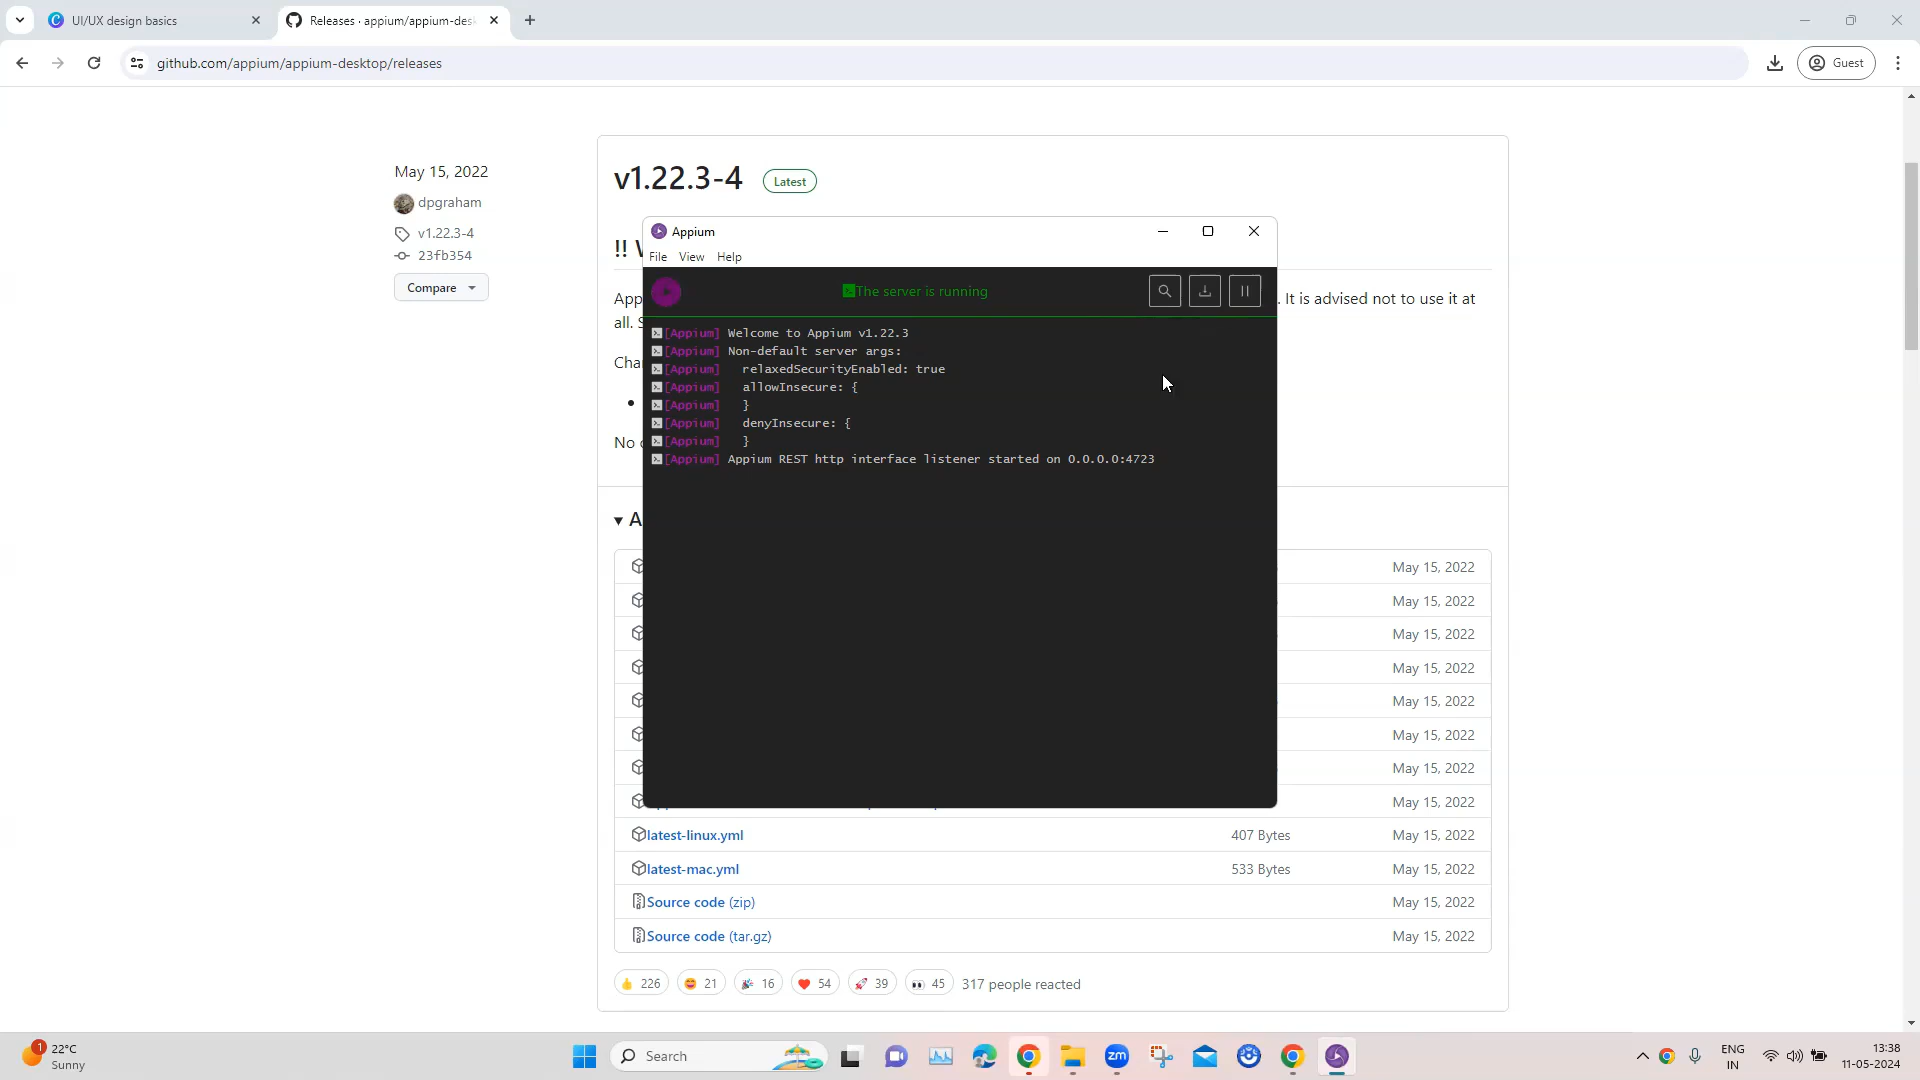 UI/UX design basics
Releases · appium/appium-desk
github.com/appium/appium-desktop/releases
Guest
May 15, 2022
dpgraham
v1.22.3-4
23fb354
Compare
v1.22.3-4
Latest
!! W
App
. It is advised not to use it at
all. S
Cha
No c
A
Appium
File View Help
The server is running
[Appium] Welcome to Appium v1.22.3
[Appium] Non-default server args:
[Appium] relaxedSecurityEnabled: true
[Appium] allowInsecure: {
[Appium] }
[Appium] denyInsecure: {
[Appium] }
[Appium] Appium REST http interface listener started on 0.0.0.0:4723
May 15, 2022
May 15, 2022
May 15, 2022
May 15, 2022
May 15, 2022
May 15, 2022
May 15, 2022
May 15, 2022
latest-linux.yml 407 Bytes May 15, 2022
latest-mac.yml 533 Bytes May 15, 2022
Source code (zip) May 15, 2022
Source code (tar.gz) May 15, 2022
226 21 16 54 39 45 317 people reacted
1
22°C
Sunny
Search
zm
ENG
IN
13:38
11-05-2024